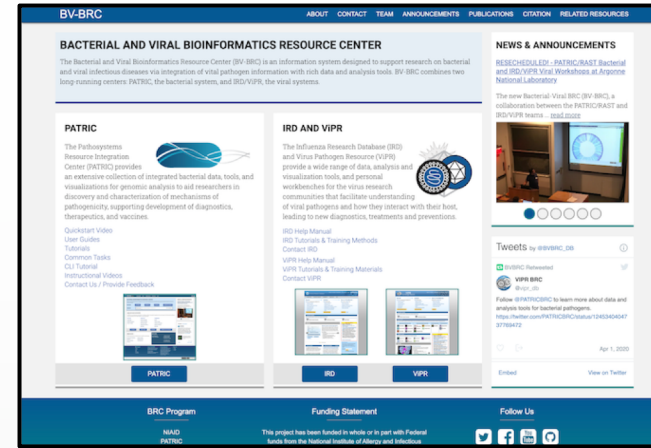 BV-BRC
ABOUT CONTACT TEAM ANNOUNCEMENTS PUBLICATIONS CITATION RELATED RESOURCES
BACTERIAL AND VIRAL BIOINFORMATICS RESOURCE CENTER
The Bacterial and Viral Bioinformatics Resource Center (BV-BRC) is an information system designed to support research on bacterial
and viral infectious diseases via integration of vital pathogen information with rich data and analysis tools. BV-BRC combines two
long-running centers: PATRIC, the bacterial system, and IRD/ViPR, the viral systems.
PATRIC
The Pathosystems
Resource Integration
Center (PATRIC) provides
an extensive collection of integrated bacterial data, tools, and
visualizations for genomic analysis to aid researchers in
discovery and characterization of mechanisms of
pathogenicity, supporting development of diagnostics,
therapeutics, and vaccines.
Quickstart Video
User Guides
Tutorials
Common Tasks
CLI Tutorial
Instructional Videos
Contact Us / Provide Feedback
PATRIC
IRD AND ViPR
The Influenza Research Database (IRD)
and Virus Pathogen Resource (ViPR)
provide a wide range of data, analysis and
visualization tools, and personal
workbenches for the virus research
communities that facilitate understanding
of viral pathogens and how they interact with their host,
leading to new diagnostics, treatments and preventions.
IRD Help Manual
IRD Tutorials & Training Methods
Contact IRD
ViPR Help Manual
ViPR Tutorials & Training Materials
Contact ViPR
IRD
ViPR
NEWS & ANNOUNCEMENTS
RESECHEDULED! - PATRIC/RAST Bacterial
and IRD/ViPR Viral Workshops at Argonne
National Laboratory
The new Bacterial-Viral BRC (BV-BRC), a
collaboration between the PATRIC/RAST and
IRD/ViPR teams ... read more
Tweets by @BVBRC_DB
BVBRC Retweeted
VIPR BRC
@vipr_db
Follow @PATRICBRC to learn more about data and
analysis tools for bacterial pathogens.
Apr 1, 2020
Embed
View on Twitter
BRC Program
NIAID
PATRIC
Funding Statement
This project has been funded in whole or in part with Federal
funds from the National Institute of Allergy and Infectious
Follow Us